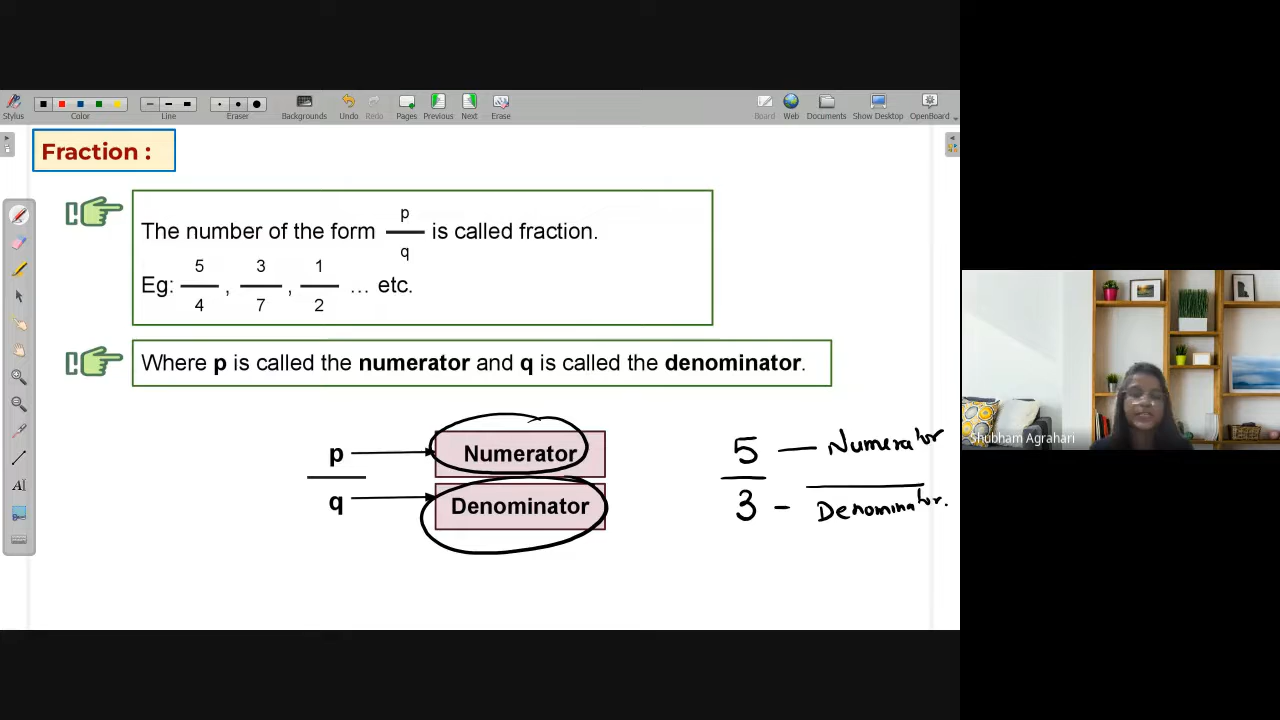 Stylus
Color
Line
Eraser
Backgrounds
Undo
Redo
Pages
Previous
Next
Erase
Board
Web
Documents
Show Desktop
OpenBoard
Fraction :
The number of the form p/q is called fraction.
Eg: 5/4 , 3/7 , 1/2 ... etc.
Where p is called the numerator and q is called the denominator.
p Numerator
q Denominator
5 — Numerator
3 - Denominator.
Shubham Agrahari